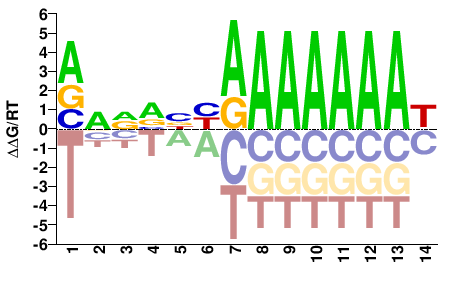 6
5
4
3
2
1
0
-1
-2
-3
-4
-5
-6
ΔΔG/RT
A G C T
A C T
A G C T
A G C T
C G T A
C T A
A G C T
A C G T
A C G T
A C G T
A C G T
A C G T
A C G T
T C
1 2 3 4 5 6 7 8 9 10 11 12 13 14